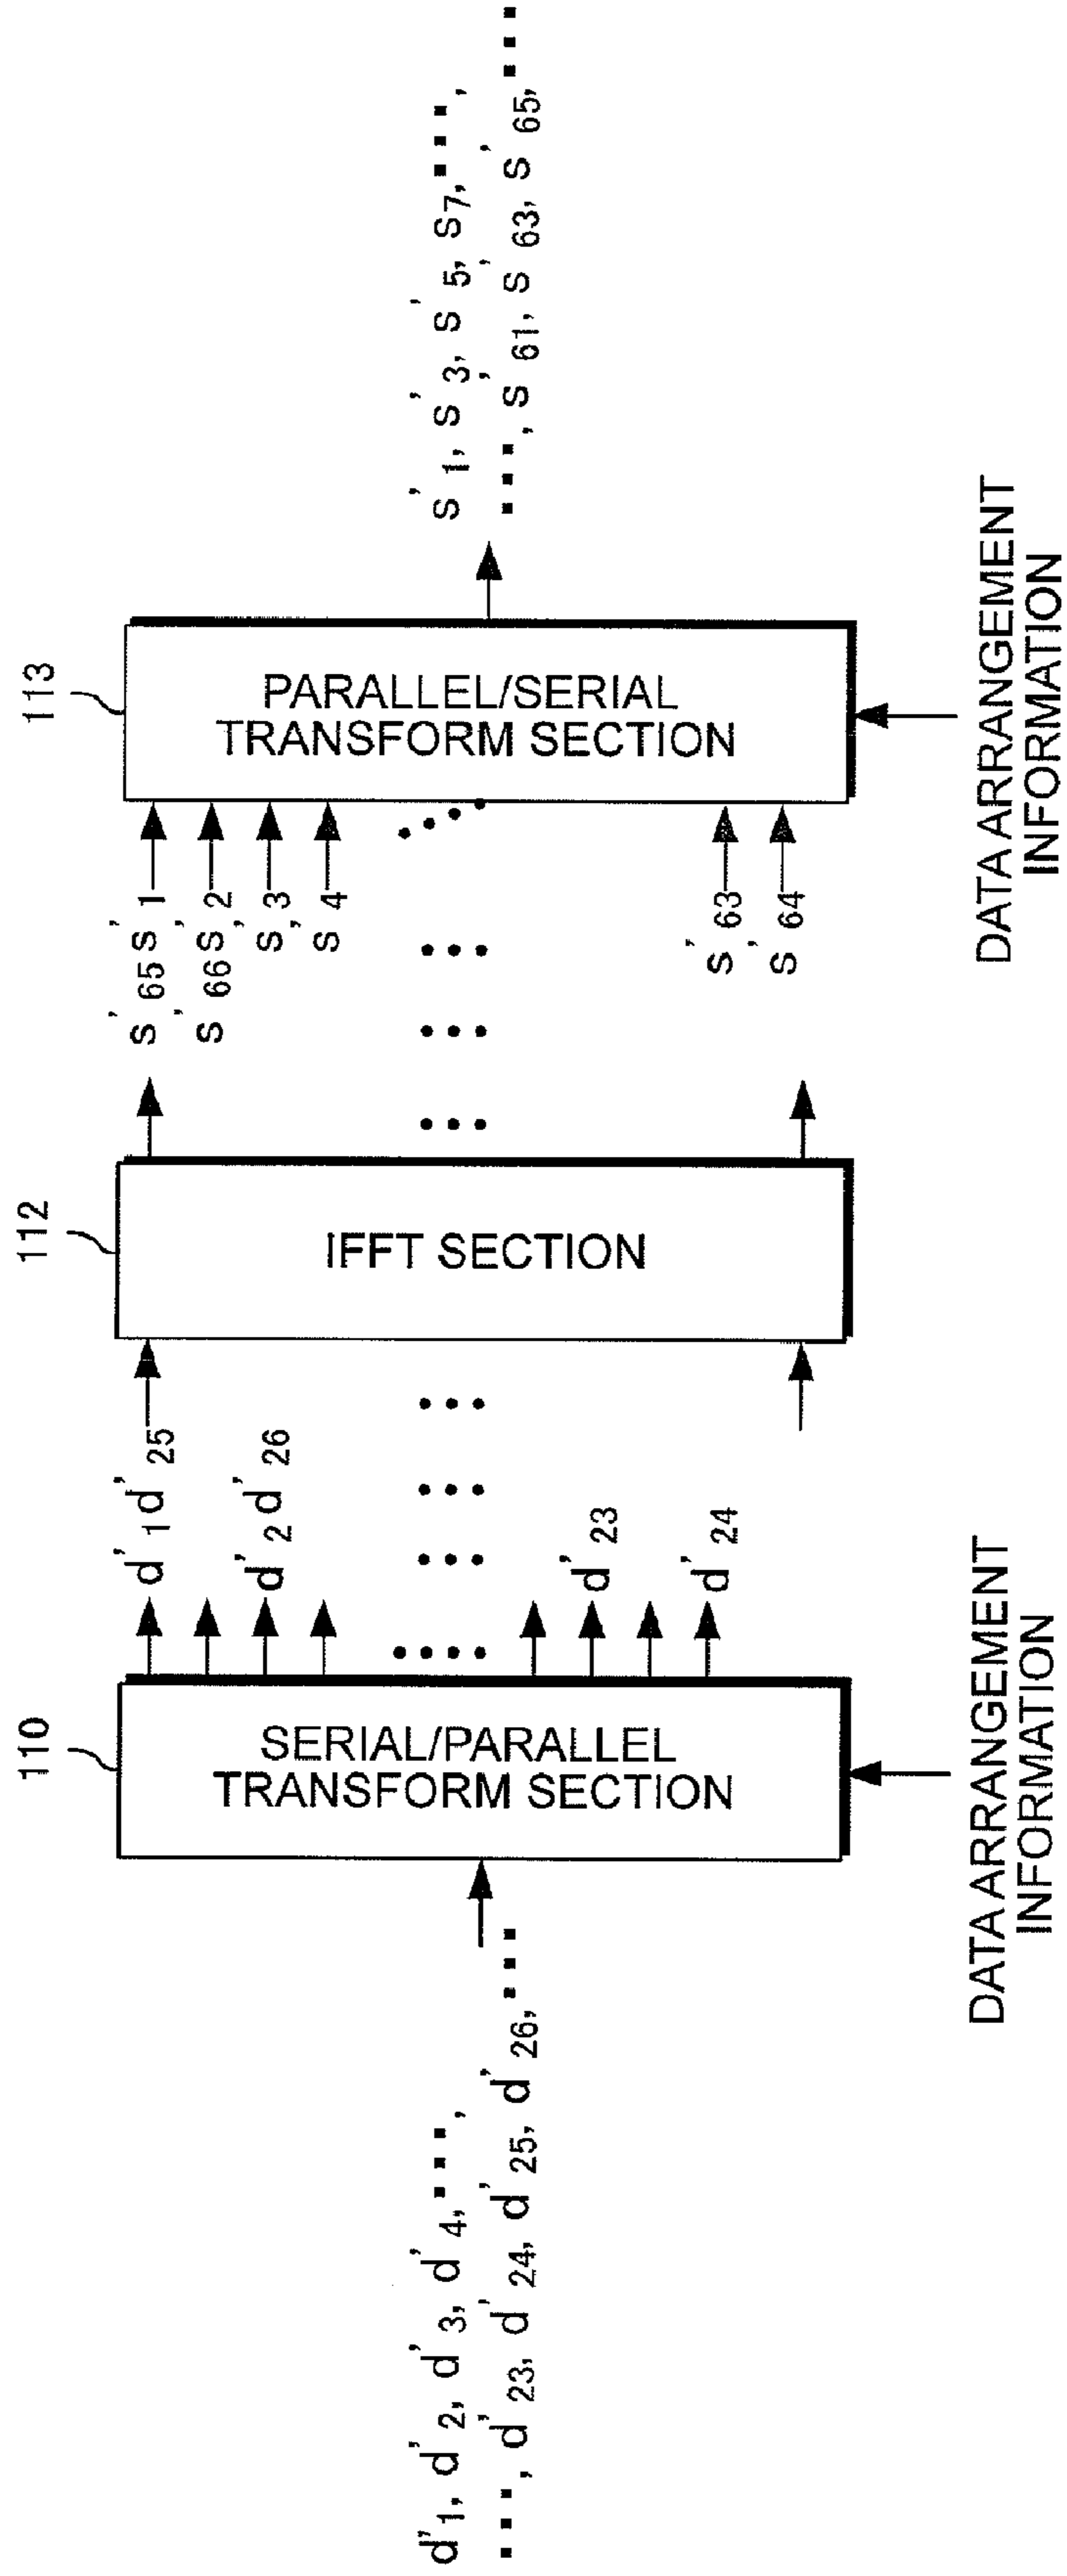 d'1, d'2, d'3, d'4, ...,
..., d'23, d'24, d'25, d'26, ...
110
SERIAL/PARALLEL
TRANSFORM SECTION
DATA ARRANGEMENT
INFORMATION
d'1 d'25
d'2 d'26
d'23
d'24
112
IFFT SECTION
s'65 s'1
s'66 s'2
s'3
s'4
s'63
s'64
113
PARALLEL/SERIAL
TRANSFORM SECTION
DATA ARRANGEMENT
INFORMATION
s'1, s'3, s'5, s'7, ...,
..., s'61, s'63, s'65, ...